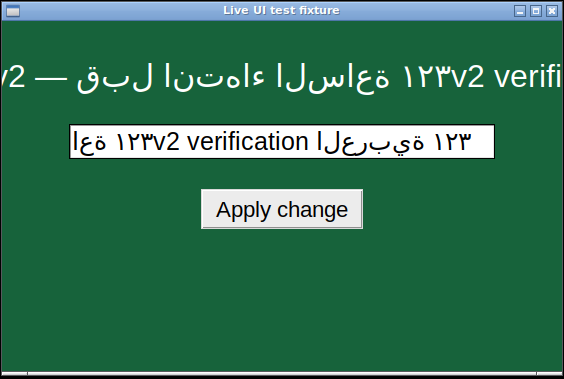 Live UI test fixture
v2 — قبل انتهاء الساعة ١٢٣v2 verifi
اعة ١٢٣v2 verification العربية ١٢٣
Apply change